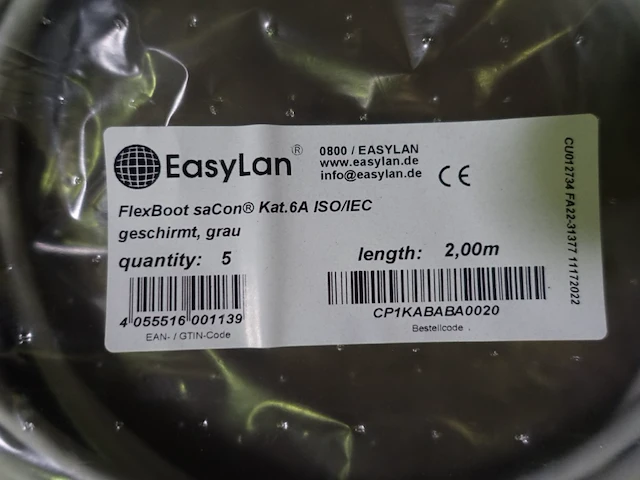 EasyLan®
0800 / EASYLAN
www.easylan.de
info@easylan.de
CE
FlexBoot saCon® Kat.6A ISO/IEC
geschirmt, grau
quantity: 5
length: 2,00m
4 055516 001139
EAN- / GTIN-Code
CP1KABABA0020
Bestellcode
CU012734 FA22-31377 11172022